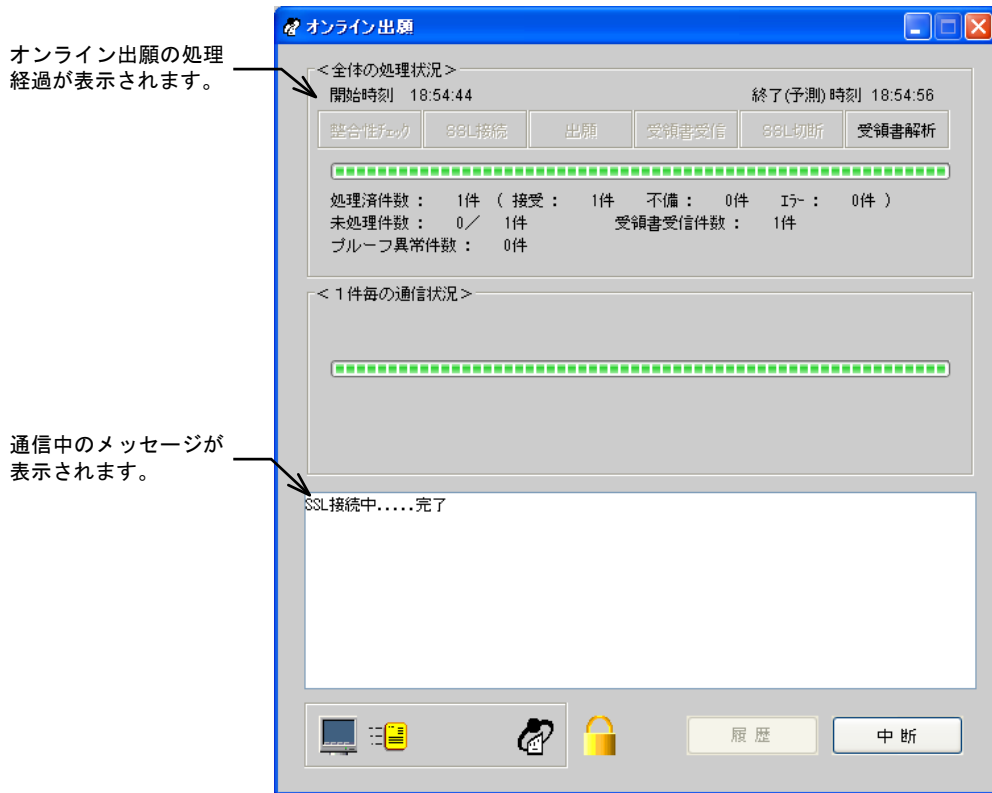 オンライン出願
オンライン出願の処理
経過が表示されます。
＜全体の処理状況＞
開始時刻 18:54:44 終了(予測)時刻 18:54:56
整合性ﾁｪｯｸ SSL接続 出願 受領書受信 SSL切断 受領書解析
処理済件数： 1件 （ 接受： 1件 不備： 0件 ｴﾗｰ： 0件 ）
未処理件数： 0／ 1件 受領書受信件数： 1件
プルーフ異常件数： 0件
＜１件毎の通信状況＞
通信中のメッセージが
表示されます。
SSL接続中.....完了
履歴 中断